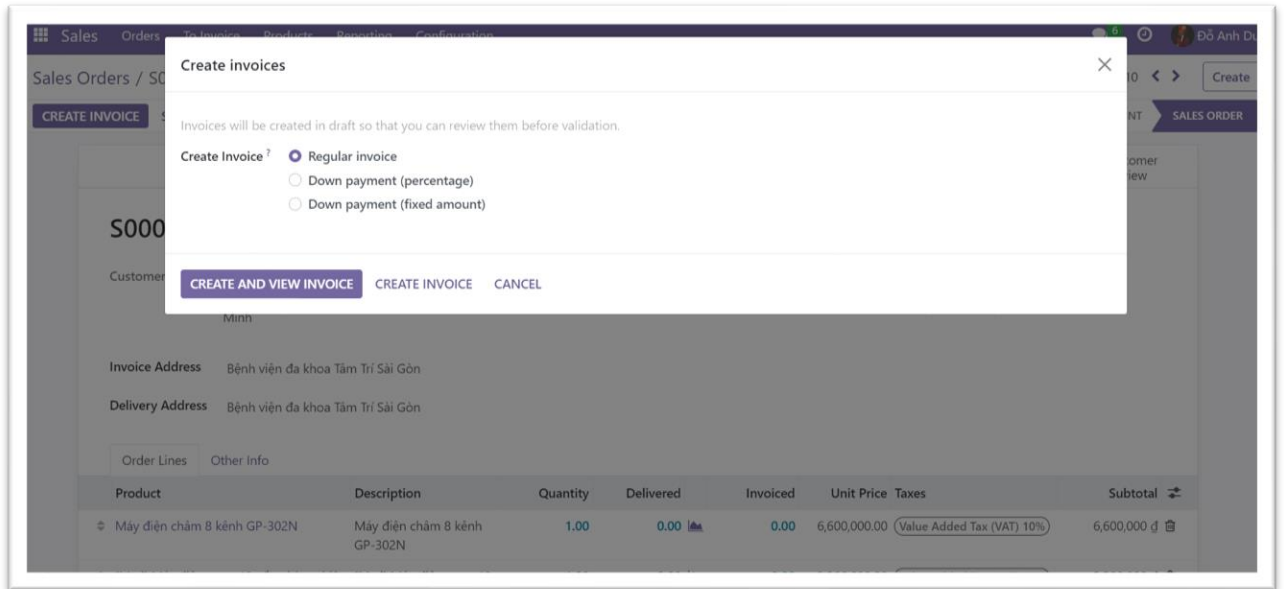 Sales Orders To Invoice Products Reporting Configuration 6 Đỗ Anh Du
Sales Orders / S0 10 Create
CREATE INVOICE NT SALES ORDER
Create invoices
Invoices will be created in draft so that you can review them before validation.
Create Invoice ? Regular invoice
Down payment (percentage)
Down payment (fixed amount)
CREATE AND VIEW INVOICE CREATE INVOICE CANCEL
S000
Customer
Minh
Invoice Address Bệnh viện đa khoa Tâm Trí Sài Gòn
Delivery Address Bệnh viện đa khoa Tâm Trí Sài Gòn
Order Lines Other Info
Product Description Quantity Delivered Invoiced Unit Price Taxes Subtotal
Máy điện châm 8 kênh GP-302N Máy điện châm 8 kênh 1.00 0.00 0.00 6,600,000.00 Value Added Tax (VAT) 10% 6,600,000 ₫
GP-302N